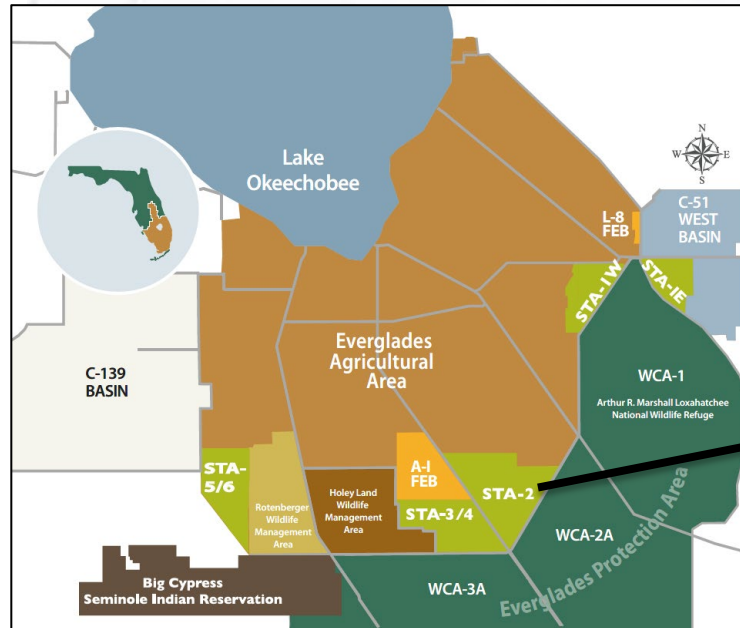 Lake
Okeechobee
N
W
E
S
L-8
FEB
C-51
WEST
BASIN
STA-1W
STA-1E
Everglades
Agricultural
Area
C-139
BASIN
WCA-1
Arthur R. Marshall Loxahatchee
National Wildlife Refuge
STA-
5/6
Rotenberger
Wildlife
Management
Area
Holey Land
Wildlife
Management
Area
A-1
FEB
STA-3/4
STA-2
WCA-2A
Everglades Protection Area
WCA-3A
Big Cypress
Seminole Indian Reservation